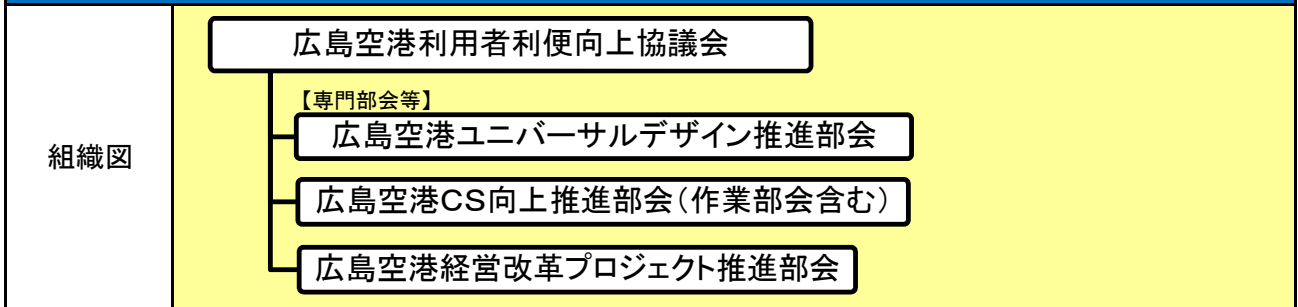 組織図
広島空港利用者利便向上協議会
【専門部会等】
広島空港ユニバーサルデザイン推進部会
広島空港CS向上推進部会（作業部会含む）
広島空港経営改革プロジェクト推進部会